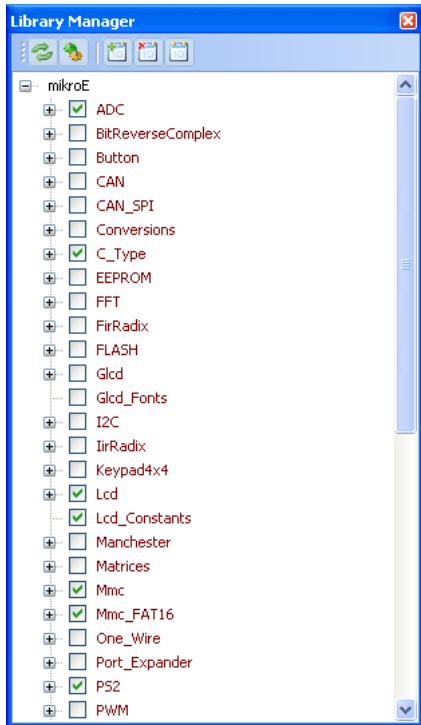 Library Manager
mikroE
ADC
BitReverseComplex
Button
CAN
CAN_SPI
Conversions
C_Type
EEPROM
FFT
FirRadix
FLASH
Glcd
Glcd_Fonts
I2C
IirRadix
Keypad4x4
Lcd
Lcd_Constants
Manchester
Matrices
Mmc
Mmc_FAT16
One_Wire
Port_Expander
PS2
PWM